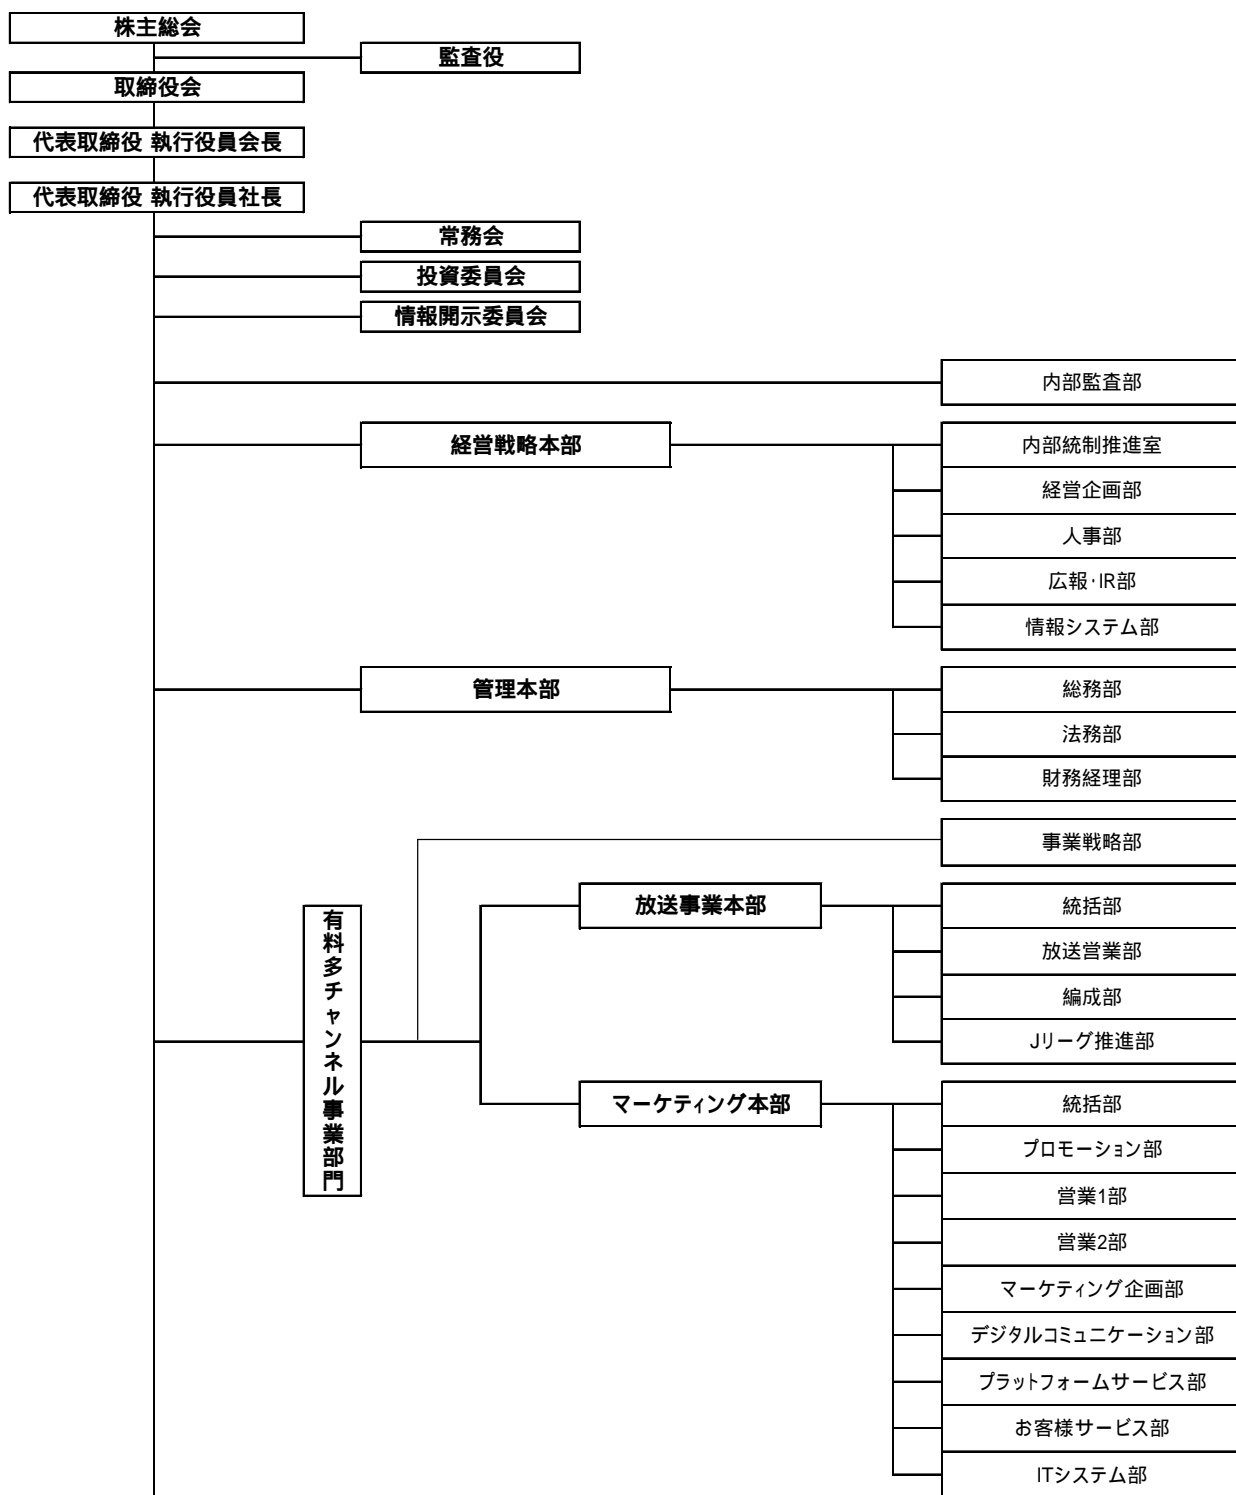 株主総会
監査役
取締役会
代表取締役 執行役員会長
代表取締役 執行役員社長
常務会
投資委員会
情報開示委員会
内部監査部
経営戦略本部
内部統制推進室
経営企画部
人事部
広報・IR部
情報システム部
管理本部
総務部
法務部
財務経理部
事業戦略部
有料多チャンネル事業部門
放送事業本部
統括部
放送営業部
編成部
Jリーグ推進部
マーケティング本部
統括部
プロモーション部
営業1部
営業2部
マーケティング企画部
デジタルコミュニケーション部
プラットフォームサービス部
お客様サービス部
ITシステム部